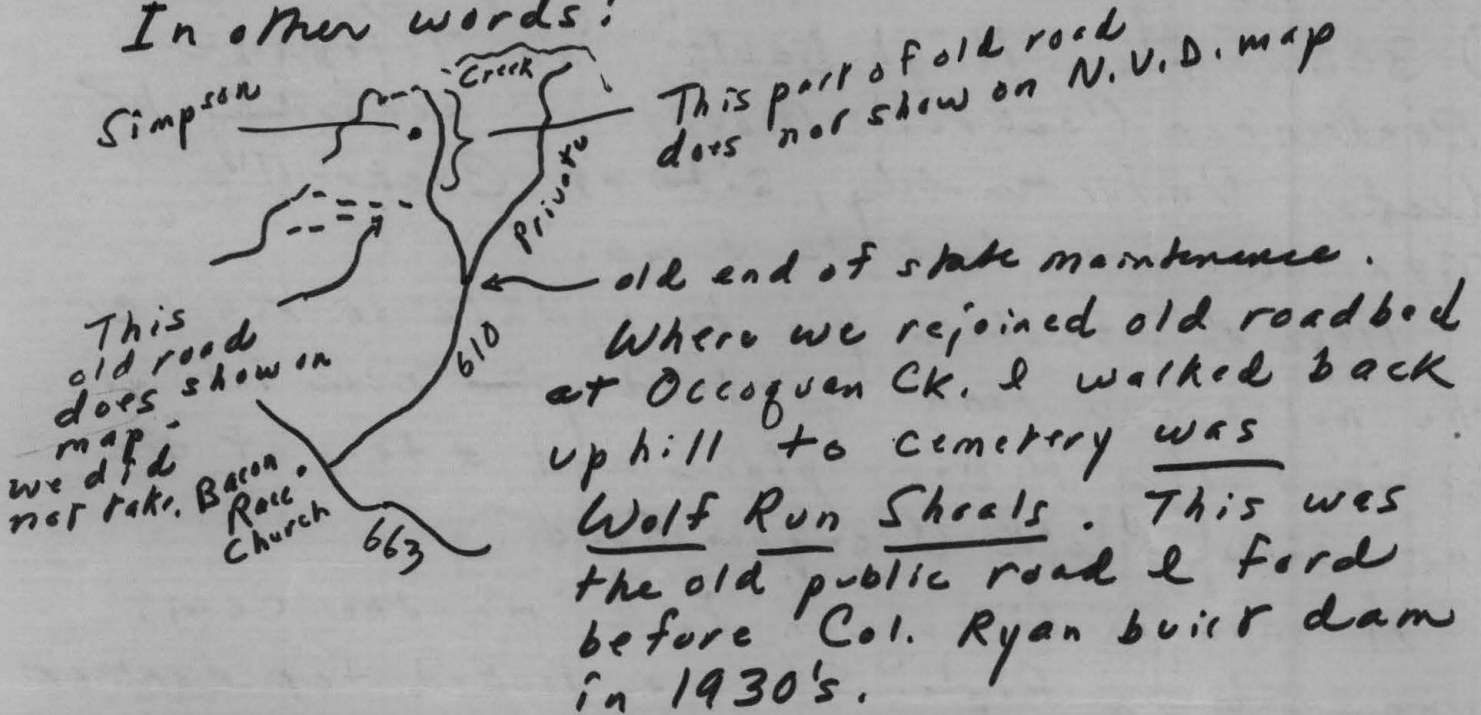 In other words:
Creek
Simpson
This part of old road
does not show on N.V.D. map
Private
old end of state maintenance.
610
This
old road
does show on
map.
we did
not take.
Where we rejoined old roadbed
at Occoquan Ck. & walked back
uphill to cemetery was
Wolf Run Shoals. This was
the old public road & ford
before Col. Ryan built dam
in 1930's.
Bacon
Race
Church
663